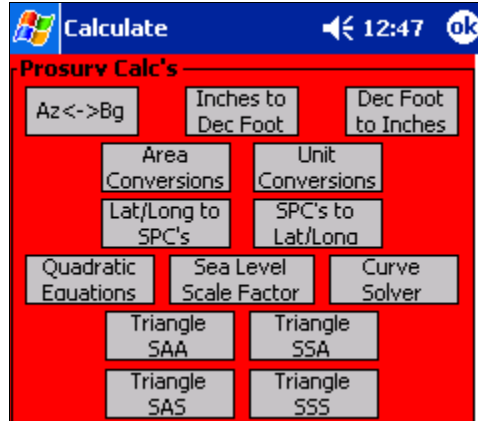 Calculate 12:47 ok
Prosurv Calc's
Az<->Bg Inches to Dec Foot Dec Foot to Inches
Area Conversions Unit Conversions
Lat/Long to SPC's SPC's to Lat/Long
Quadratic Equations Sea Level Scale Factor Curve Solver
Triangle SAA Triangle SSA
Triangle SAS Triangle SSS